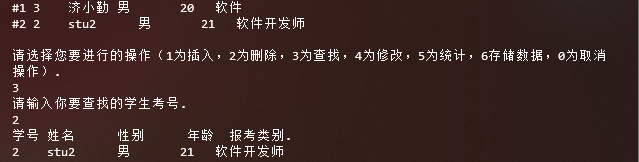 #1 3    济小勤 男        20   软件
#2 2    stu2      男        21   软件开发师
请选择您要进行的操作（1为插入，2为删除，3为查找，4为修改，5为统计，6存储数据，0为取消
操作）.
3
请输入你要查找的学生考号.
2
学号 姓名      性别      年龄  报考类别.
2    stu2      男        21   软件开发师